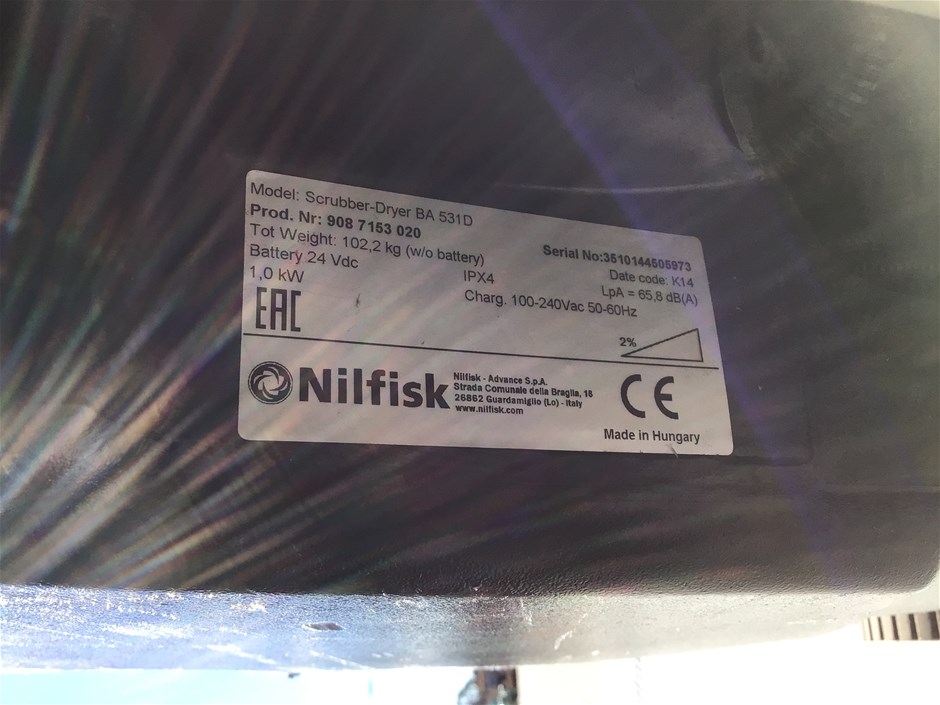 Model: Scrubber-Dryer BA 531D
Prod. Nr: 908 7153 020
Serial No:3510144505973
Tot Weight: 102,2 kg (w/o battery)
Date code: K14
Battery 24 Vdc
IPX4
LpA = 65,8 dB(A)
1,0 kW
Charg. 100-240Vac 50-60Hz
EAC
2%
Nilfisk
Nilfisk - Advance S.p.A.
Strada Comunale della Braglia, 18
26862 Guardamiglio (Lo) - Italy
www.nilfisk.com
CE
Made in Hungary